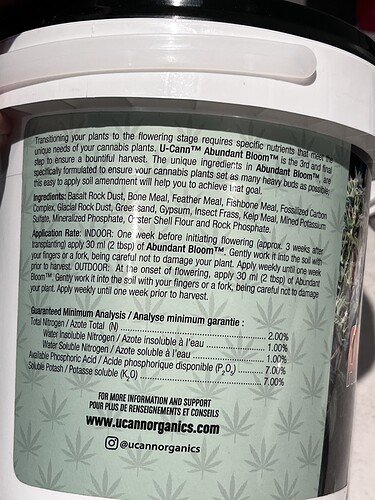 Transitioning your plants to the flowering stage requires specific nutrients that meet the
unique needs of your cannabis plants. U-Cann™ Abundant Bloom™ is the 3rd and final
step to ensure a bountiful harvest. The unique ingredients in Abundant Bloom™ are
specifically formulated to ensure your cannabis plants set as many heavy buds as possible,
this easy to apply soil amendment will help you to achieve that goal.
Ingredients: Basalt Rock Dust, Bone Meal, Feather Meal, Fishbone Meal, Fossilized Carbon
Complex, Glacial Rock Dust, Greensand, Gypsum, Insect Frass, Kelp Meal, Mined Potassium
Sulfate, Mineralized Phosphate, Oyster Shell Flour and Rock Phosphate.
Application Rate: INDOOR: One week before initiating flowering (approx. 3 weeks after
transplanting) apply 30 ml (2 tbsp) of Abundant Bloom™. Gently work it into the soil with
your fingers or a fork, being careful not to damage your plant. Apply weekly until one week
prior to harvest. OUTDOOR: At the onset of flowering, apply 30 ml (2 tbsp) of Abundant
Bloom™. Gently work it into the soil with your fingers or a fork, being careful not to damage
your plant. Apply weekly until one week prior to harvest.
Guaranteed Minimum Analysis / Analyse minimum garantie :
Total Nitrogen / Azote Total (N) 2.00%
Water Insoluble Nitrogen / Azote insoluble à l'eau 1.00%
Water Soluble Nitrogen / Azote soluble à l'eau 1.00%
Available Phosphoric Acid / Acide phosphorique disponible (P₂O₅) 7.00%
Soluble Potash / Potasse soluble (K₂O) 7.00%
FOR MORE INFORMATION AND SUPPORT
POUR PLUS DE RENSEIGNEMENTS ET CONSEILS
www.ucannorganics.com
@ucannorganics